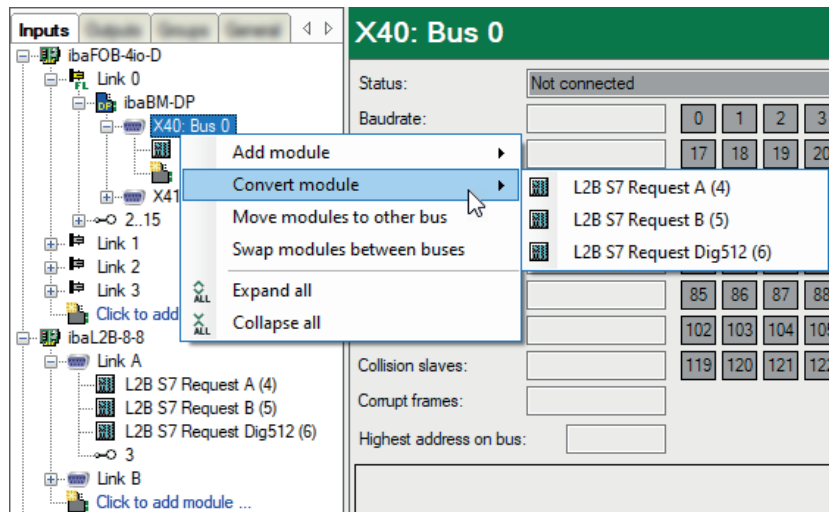 Inputs
ibaFOB-4io-D
Link 0
ibaBM-DP
X40: Bus 0
X41
2..15
Link 1
Link 2
Link 3
Click to add
ibaL2B-8-8
Link A
L2B S7 Request A (4)
L2B S7 Request B (5)
L2B S7 Request Dig512 (6)
3
Link B
Click to add module ...
Add module
Convert module
Move modules to other bus
Swap modules between buses
Expand all
Collapse all
L2B S7 Request A (4)
L2B S7 Request B (5)
L2B S7 Request Dig512 (6)
X40: Bus 0
Status: Not connected
Baudrate: 0 1 2 3
17 18 19 20
85 86 87 88
102 103 104 105
Collision slaves: 119 120 121 122
Corrupt frames:
Highest address on bus: